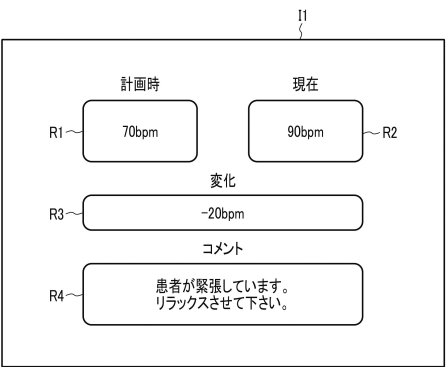 I1
計画時 現在
R1 70bpm 90bpm R2
変化
R3 -20bpm
コメント
R4 患者が緊張しています。
リラックスさせて下さい。